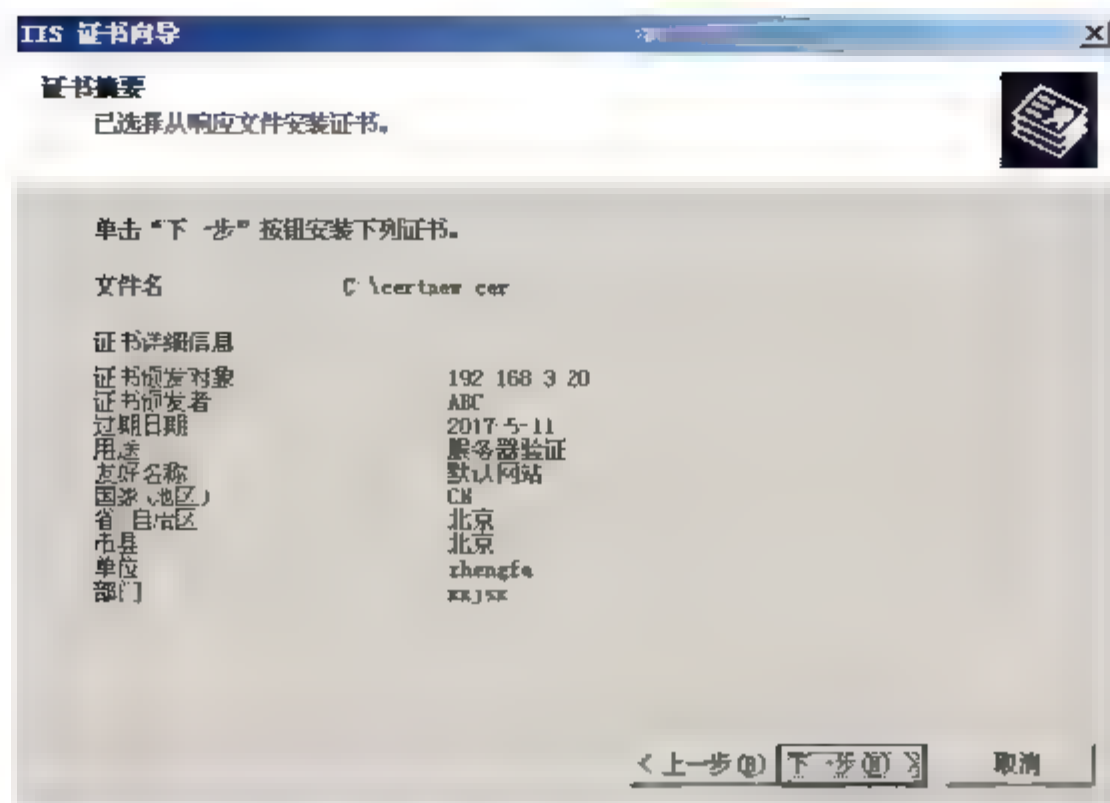 IIS 证书向导
证书摘要
已选择从响应文件安装证书。
单击“下一步”按钮安装下列证书。
文件名 C:\certnew.cer
证书详细信息
证书颁发对象 192.168.3.20
证书颁发者 ABC
过期日期 2017-5-11
用途 服务器验证
友好名称 默认网站
国家(地区) CN
省/自治区 北京
市县 北京
单位 zhengfa
部门
<上一步(B) 下一步(N)> 取消